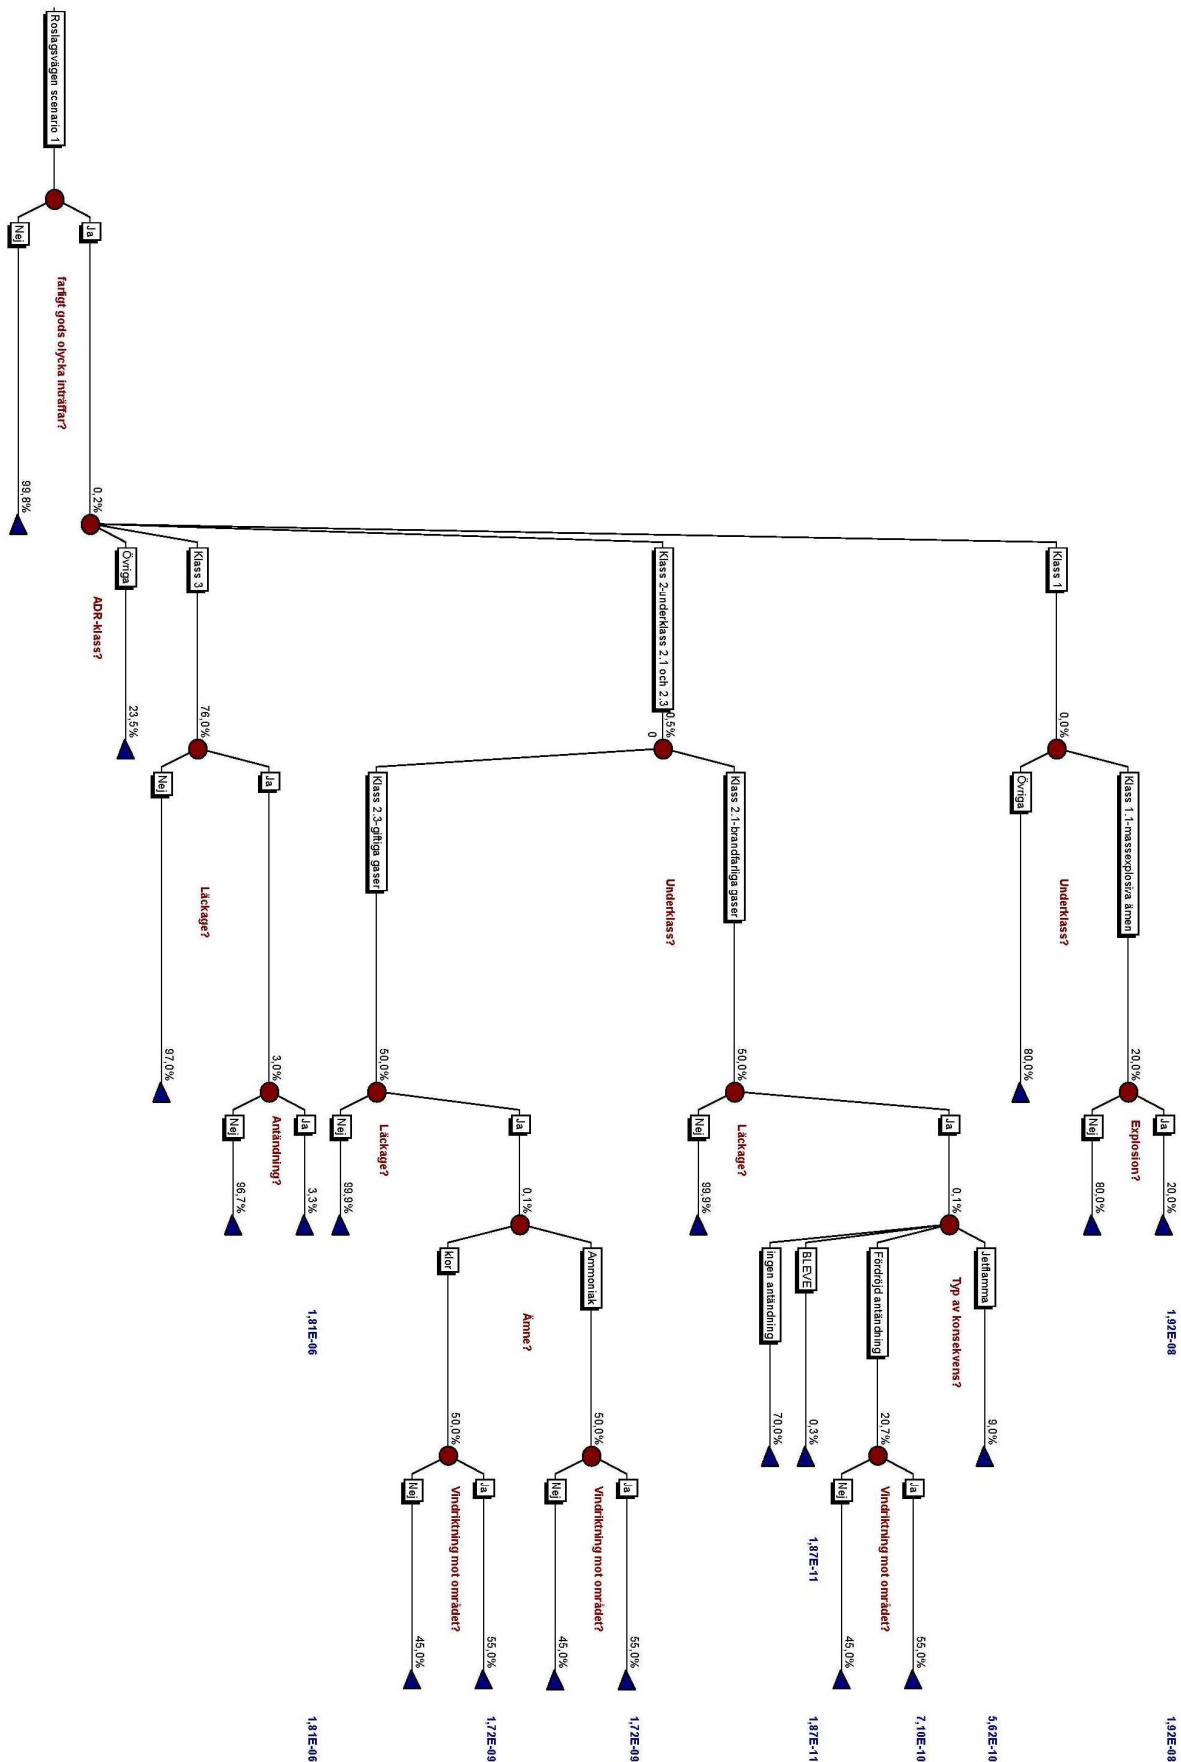 Roslagsvägen scenario 1
Ja
0,2%
farligt gods olycka inträffar?
Nej
99,8%
Klass 1
0,0%
Klass 1.1-massexplosiva ämen
20,0%
Ja
20,0%
1,92E-08
1,92E-08
Explosion?
Nej
80,0%
Underklass?
Övriga
80,0%
Klass 2-underklass 2.1 och 2.3
0,5%
0
Klass 2.1-brandfarliga gaser
50,0%
Ja
0,1%
Jetflamma
9,0%
5,62E-10
Typ av konsekvens?
Fördröjd antändning
20,7%
Ja
55,0%
7,10E-10
Vindriktning mot området?
Nej
45,0%
BLEVE
0,3%
1,87E-11
1,87E-11
ingen antändning
70,0%
Läckage?
Nej
99,9%
Underklass?
Klass 2.3-giftiga gaser
50,0%
Ja
0,1%
Ammoniak
50,0%
Ja
55,0%
1,72E-09
Vindriktning mot området?
Nej
45,0%
Ämne?
klor
50,0%
Ja
55,0%
1,72E-09
Vindriktning mot området?
Nej
45,0%
Läckage?
Nej
99,9%
ADR-klass?
Klass 3
76,0%
Ja
3,0%
Ja
3,3%
1,81E-06
1,81E-06
Antändning?
Nej
96,7%
Läckage?
Nej
97,0%
Övriga
23,5%